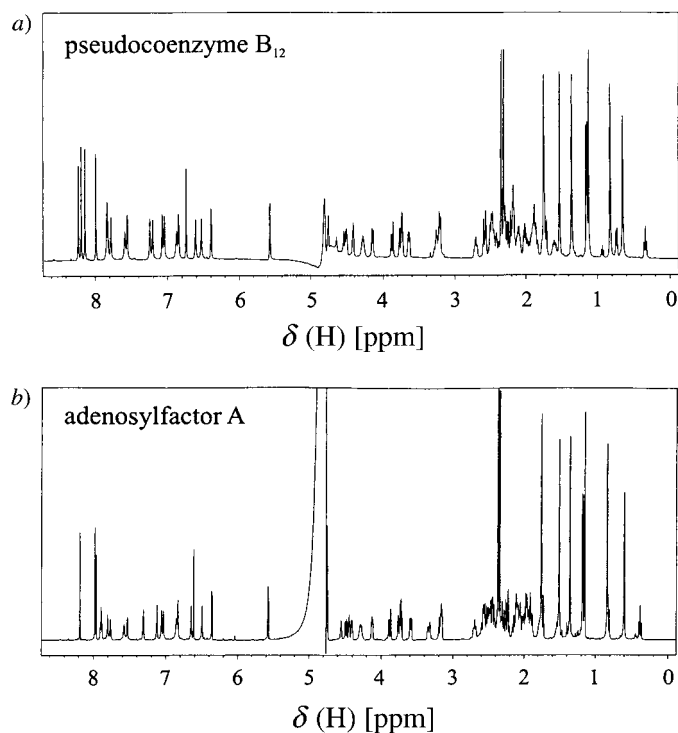 a)
pseudocoenzyme B₁₂
8 7 6 5 4 3 2 1 0
δ (H) [ppm]
b)
adenosylfactor A
8 7 6 5 4 3 2 1 0
δ (H) [ppm]